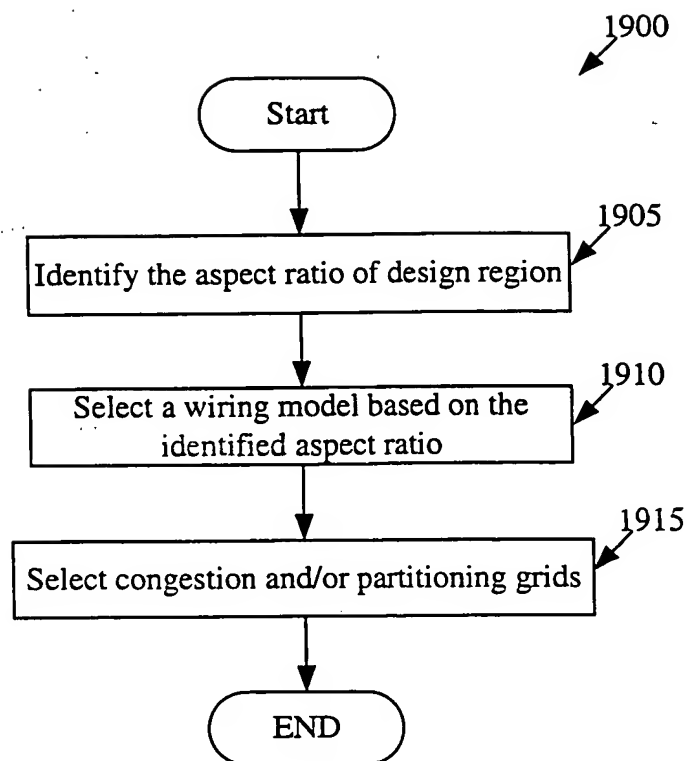 1900
Start
1905
Identify the aspect ratio of design region
1910
Select a wiring model based on the
identified aspect ratio
1915
Select congestion and/or partitioning grids
END